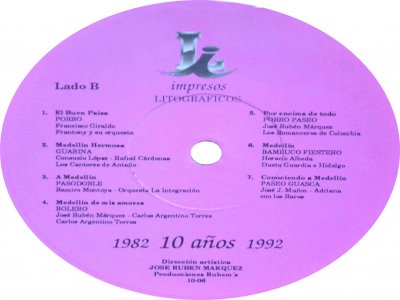 impresos
LITOGRAFICOS
Lado B
1. El Buen Paisa
PORRO
Francisco Giraldo
Frantony y su orquesta
2. Medellín Hermosa
GUABINA
Consuelo López - Rafael Cárdenas
Los Cantores de Antaño
3. A Medellín
PASODOBLE
Ramiro Montoya - Orquesta La Integración
4. Medellín de mis amores
BOLERO
José Rubén Márquez - Carlos Argentino Torres
Carlos Argentino Torres
5. Por encima de todo
PORRO PASEO
José Rubén Márquez
Los Romanceros de Colombia
6. Medellín
BAMBUCO FIESTERO
Horacio Albeda
Dueto Guardia e Hidalgo
7. Conociendo a Medellín
PASEO GUASCA
José J. Muñoz - Adriana
con los Raros
1982 10 años 1992
Dirección artística
JOSE RUBEN MARQUEZ
Producciones Rubem's
10-06